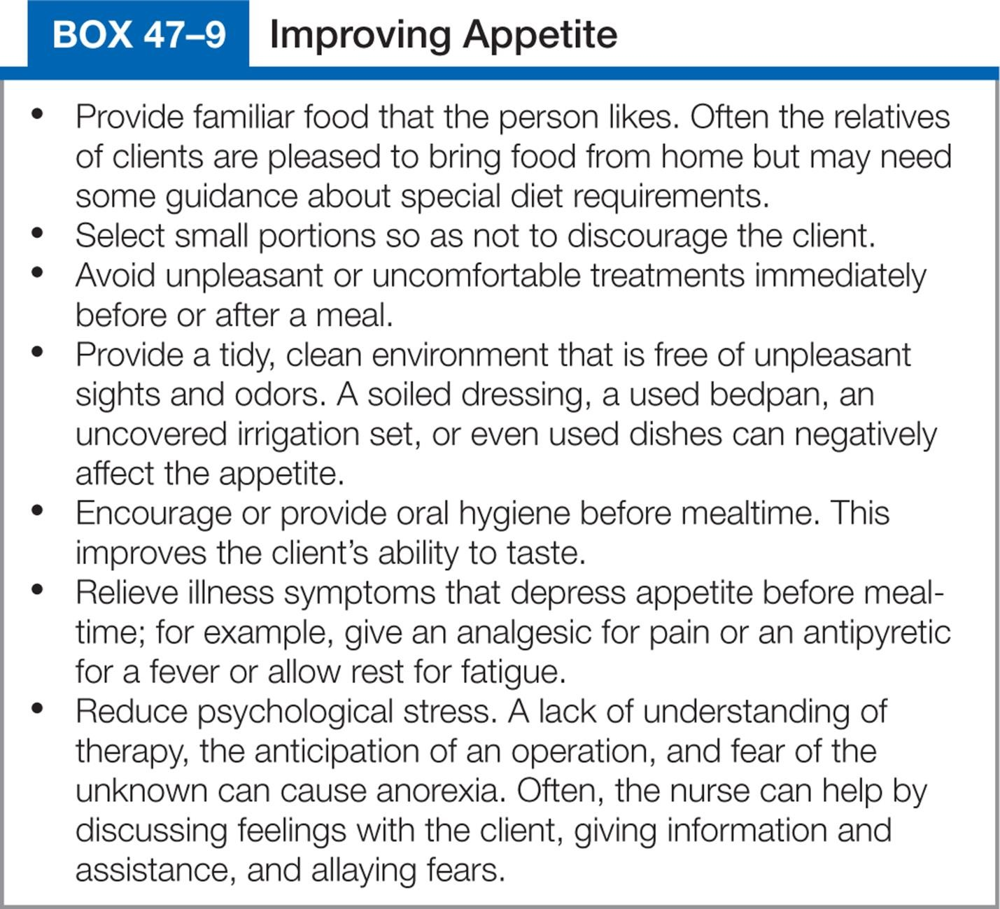 BOX 47–9 Improving Appetite
• Provide familiar food that the person likes. Often the relatives
of clients are pleased to bring food from home but may need
some guidance about special diet requirements.
• Select small portions so as not to discourage the client.
• Avoid unpleasant or uncomfortable treatments immediately
before or after a meal.
• Provide a tidy, clean environment that is free of unpleasant
sights and odors. A soiled dressing, a used bedpan, an
uncovered irrigation set, or even used dishes can negatively
affect the appetite.
• Encourage or provide oral hygiene before mealtime. This
improves the client’s ability to taste.
• Relieve illness symptoms that depress appetite before meal-
time; for example, give an analgesic for pain or an antipyretic
for a fever or allow rest for fatigue.
• Reduce psychological stress. A lack of understanding of
therapy, the anticipation of an operation, and fear of the
unknown can cause anorexia. Often, the nurse can help by
discussing feelings with the client, giving information and
assistance, and allaying fears.